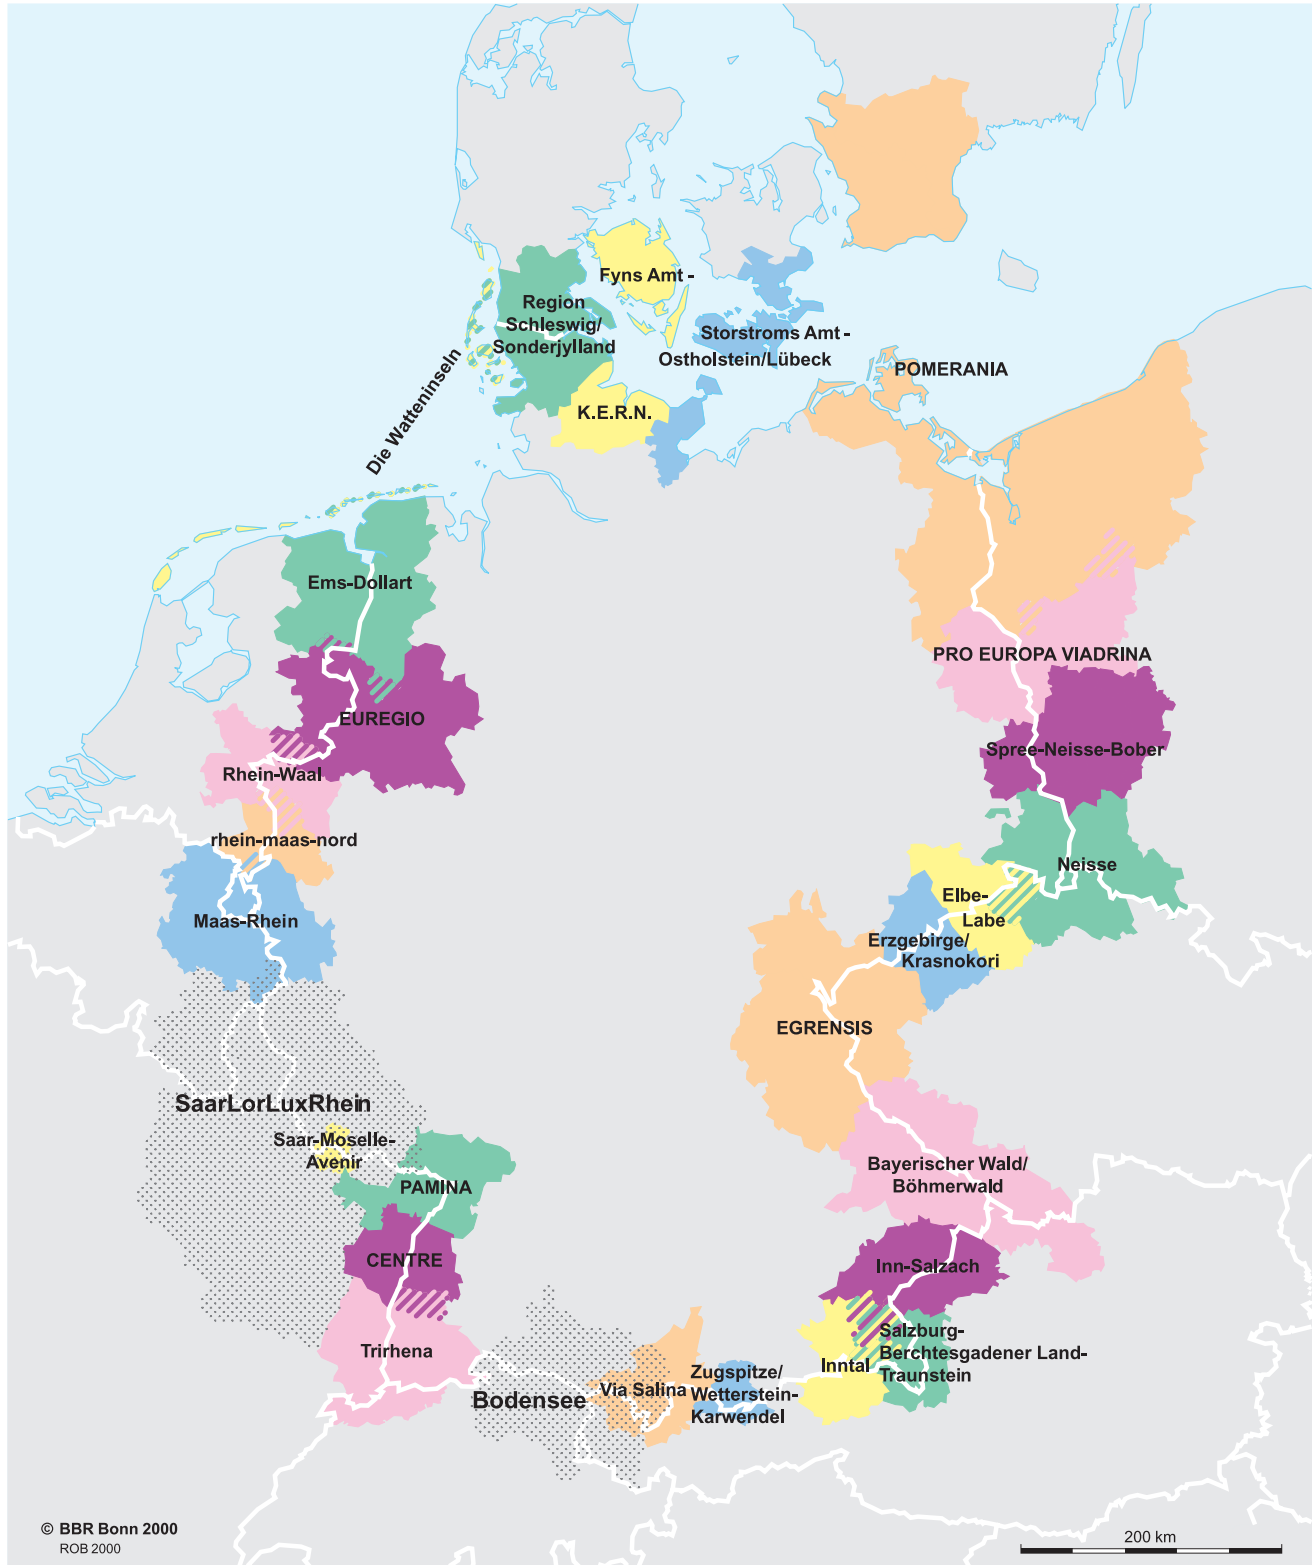 Fyns Amt -
Region
Schleswig/
Sonderjylland
Storstroms Amt -
Ostholstein/Lübeck
POMERANIA
K.E.R.N.
Die Watteninseln
Ems-Dollart
PRO EUROPA VIADRINA
EUREGIO
Spree-Neisse-Bober
Rhein-Waal
rhein-maas-nord
Neisse
Elbe-
Labe
Maas-Rhein
Erzgebirge/
Krasnokori
EGRENSIS
SaarLorLuxRhein
Saar-Moselle-
Avenir
PAMINA
Bayerischer Wald/
Böhmerwald
CENTRE
Inn-Salzach
Trirhena
Salzburg-
Berchtesgadener Land-
Traunstein
Inntal
Bodensee
Via Salina
Zugspitze/
Wetterstein-
Karwendel
© BBR Bonn 2000
ROB 2000
200 km